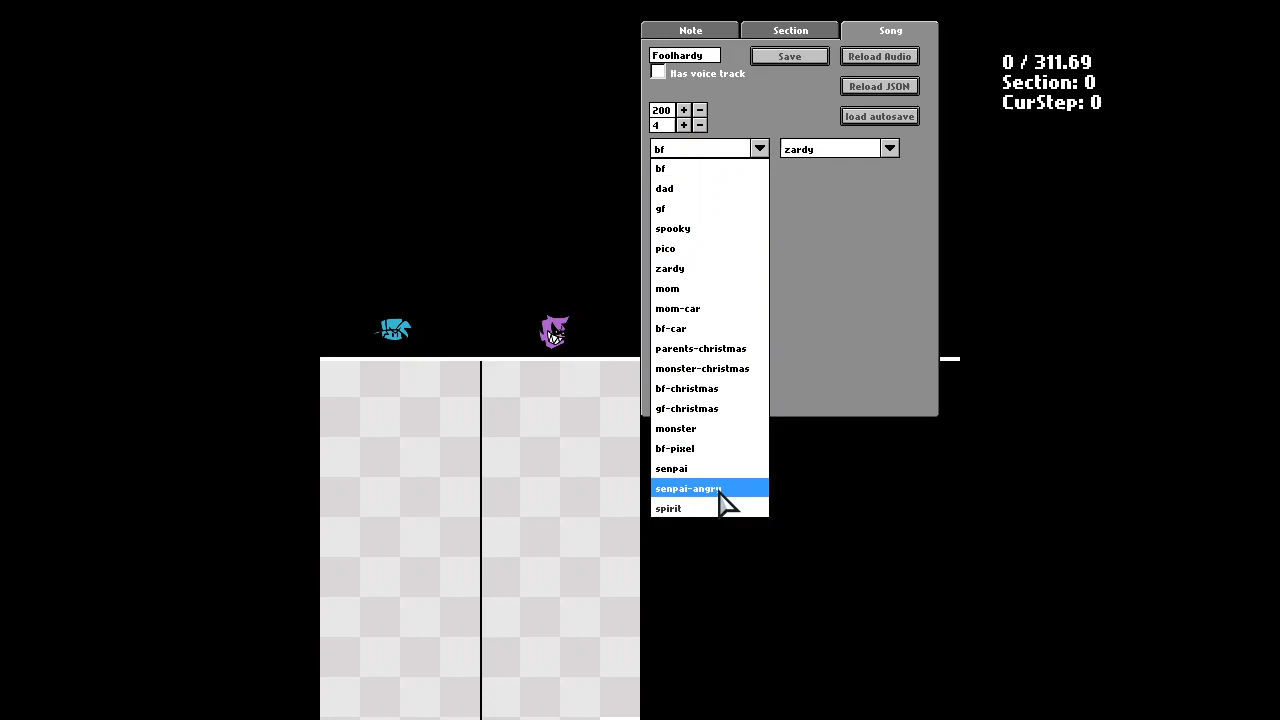 Note Section Song
Foolhardy Save Reload Audio
Has voice track
Reload JSON
200 + -
load autosave
4 + -
bf zardy
bf
dad
gf
spooky
pico
zardy
mom
mom-car
bf-car
parents-christmas
monster-christmas
bf-christmas
gf-christmas
monster
bf-pixel
senpai
senpai-angry
spirit
0 / 311.69
Section: 0
CurStep: 0